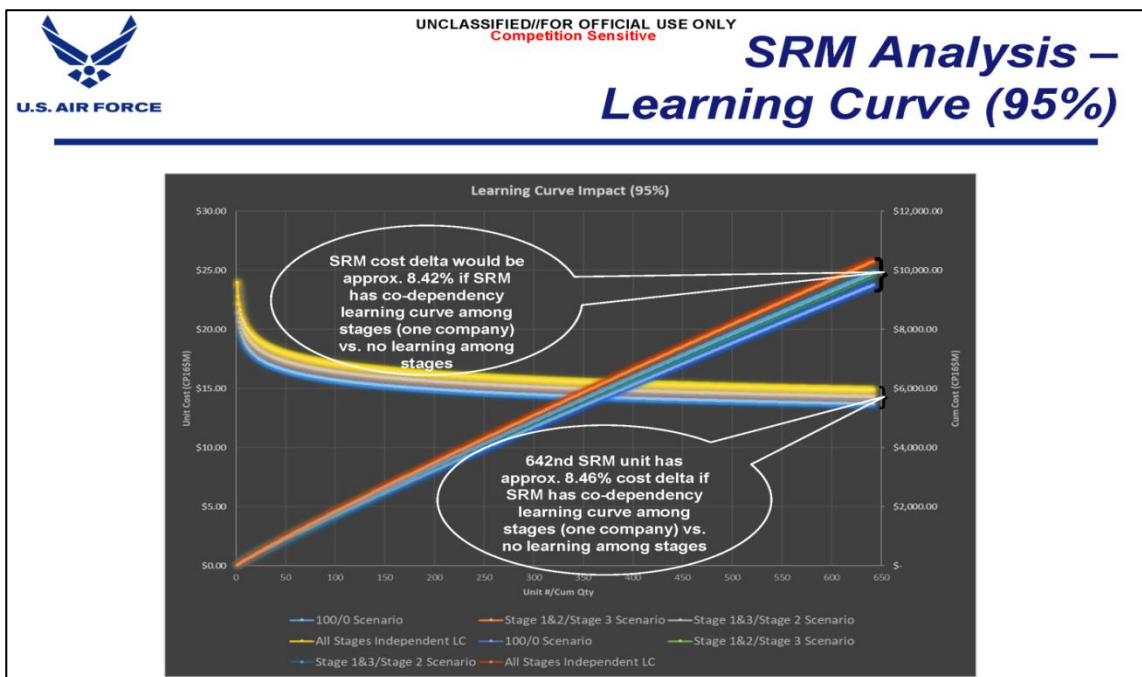 UNCLASSIFIED//FOR OFFICIAL USE ONLY
Competition Sensitive
U.S. AIR FORCE
SRM Analysis –
Learning Curve (95%)
Learning Curve Impact (95%)
$30.00
$25.00
$20.00
$15.00
$10.00
$5.00
$0.00
Unit Cost (CP16$M)
$12,000.00
$10,000.00
$8,000.00
$6,000.00
$4,000.00
$2,000.00
$-
Cum Cost (CP16$M)
SRM cost delta would be
approx. 8.42% if SRM
has co-dependency
learning curve among
stages (one company)
vs. no learning among
stages
642nd SRM unit has
approx. 8.46% cost delta if
SRM has co-dependency
learning curve among
stages (one company) vs.
no learning among stages
0 50 100 150 200 250 300 350 400 450 500 550 600 650
Unit #/Cum Qty
100/0 Scenario Stage 1&2/Stage 3 Scenario Stage 1&3/Stage 2 Scenario
All Stages Independent LC 100/0 Scenario Stage 1&2/Stage 3 Scenario
Stage 1&3/Stage 2 Scenario All Stages Independent LC